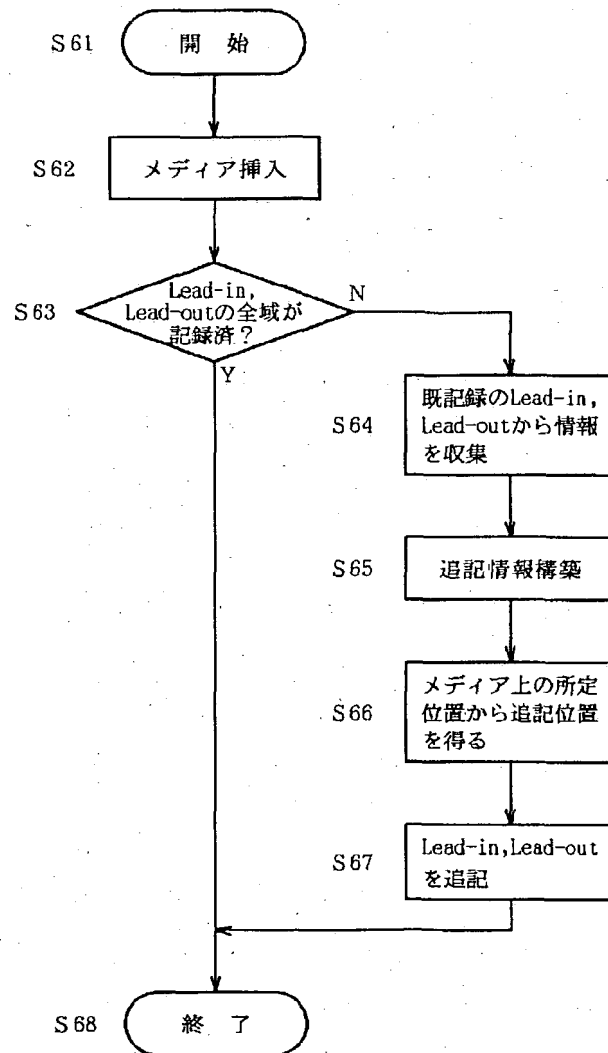 S61
開 始
S62
メディア挿入
S63
Lead-in,
Lead-outの全域が
記録済？
N
Y
S64
既記録のLead-in,
Lead-outから情報
を収集
S65
追記情報構築
S66
メディア上の所定
位置から追記位置
を得る
S67
Lead-in,Lead-out
を追記
S68
終 了